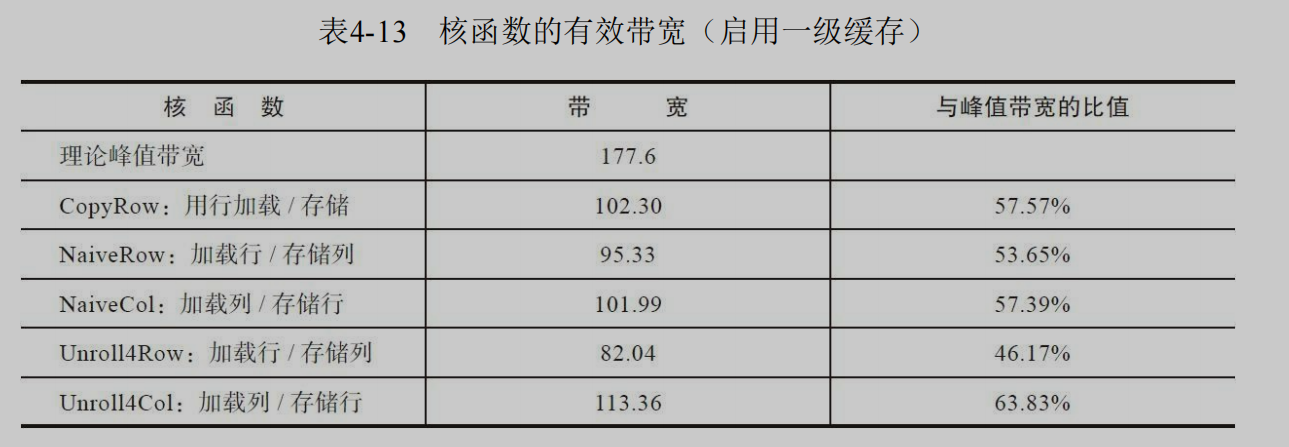 表4-13 核函数的有效带宽（启用一级缓存）
核 函 数 带 宽 与峰值带宽的比值
理论峰值带宽 177.6
CopyRow：用行加载 / 存储 102.30 57.57%
NaiveRow：加载行 / 存储列 95.33 53.65%
NaiveCol：加载列 / 存储行 101.99 57.39%
Unroll4Row：加载行 / 存储列 82.04 46.17%
Unroll4Col：加载列 / 存储行 113.36 63.83%